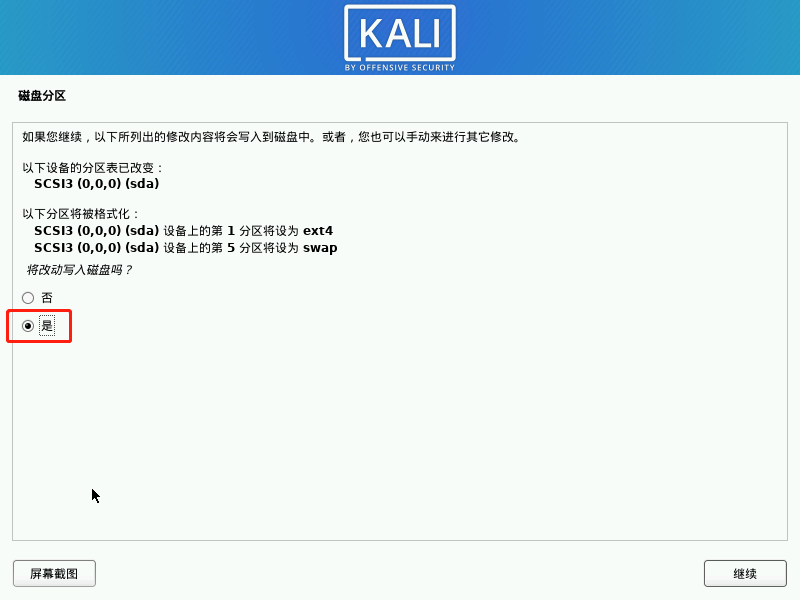 KALI
BY OFFENSIVE SECURITY
磁盘分区
如果您继续，以下所列出的修改内容将会写入到磁盘中。或者，您也可以手动来进行其它修改。
以下设备的分区表已改变：
SCSI3 (0,0,0) (sda)
以下分区将被格式化：
SCSI3 (0,0,0) (sda) 设备上的第 1 分区将设为 ext4
SCSI3 (0,0,0) (sda) 设备上的第 5 分区将设为 swap
将改动写入磁盘吗？
否
是
屏幕截图
继续